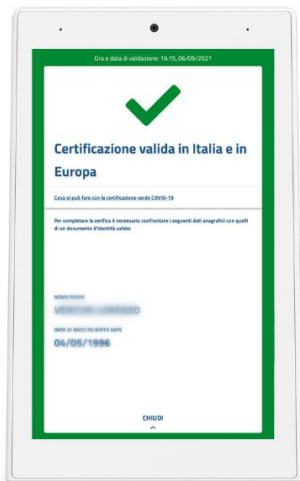 Ora e data di validazione: 16:15, 06/09/2021
Certificazione valida in Italia e in
Europa
Cosa si può fare con la certificazione verde COVID-19
Per completare la verifica è necessario confrontare i seguenti dati anagrafici con quelli
di un documento d'identità valido:
NOME/NAME
DATA DI NASCITA/BIRTH DATE
04/05/1996
CHIUDI